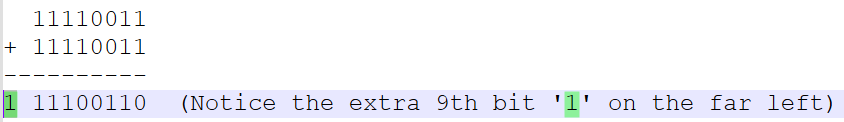 11110011
+ 11110011
----------
1 11100110  (Notice the extra 9th bit '1' on the far left)